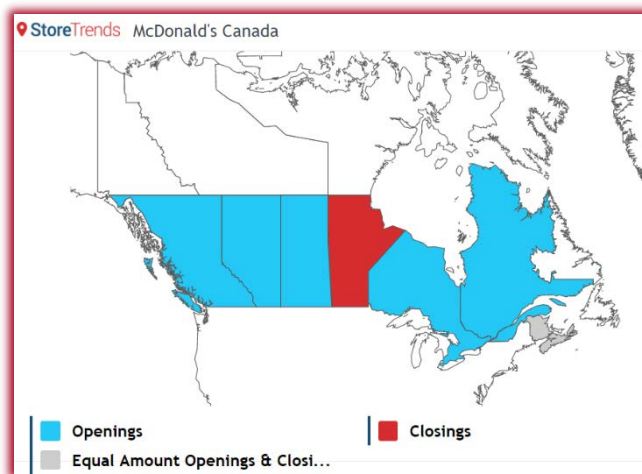 StoreTrends McDonald's Canada
Openings
Closings
Equal Amount Openings & Closi...